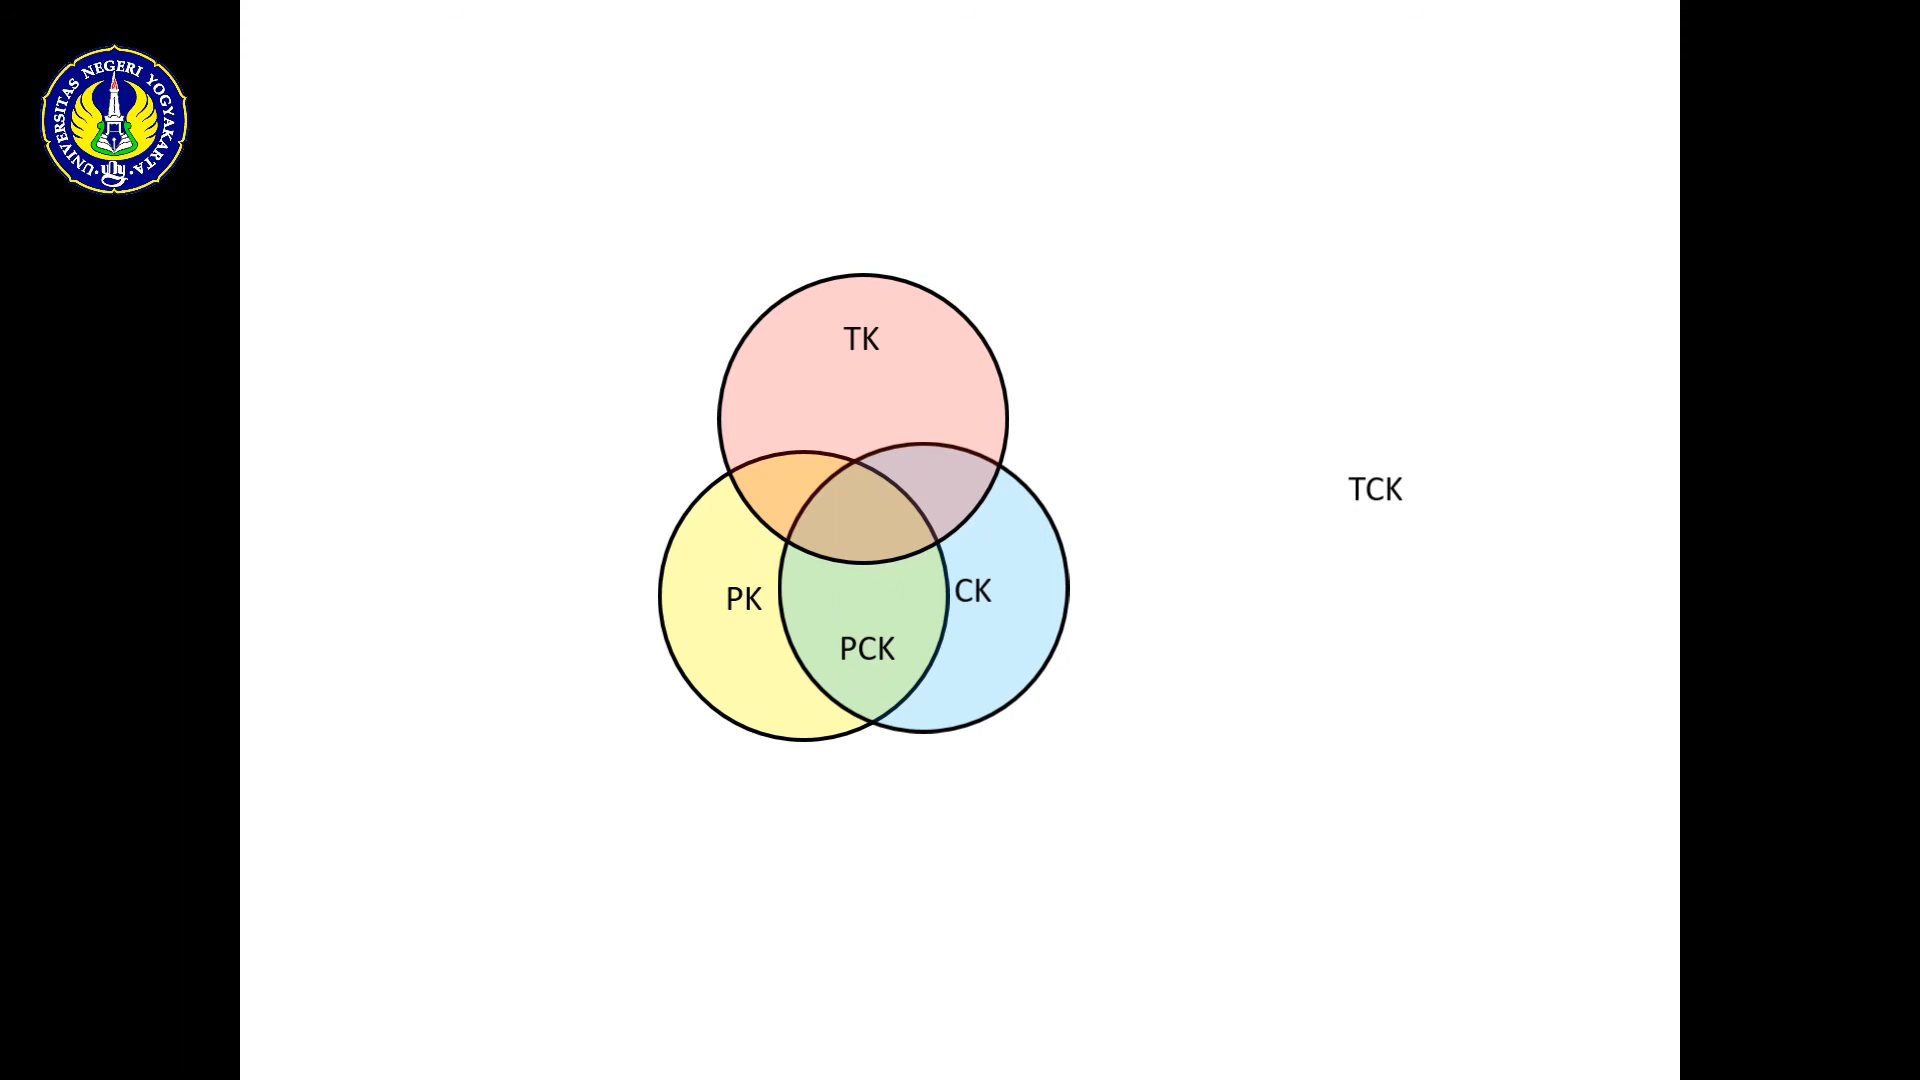 UNIVERSITAS NEGERI YOGYAKARTA
TK
TCK
PK
CK
PCK